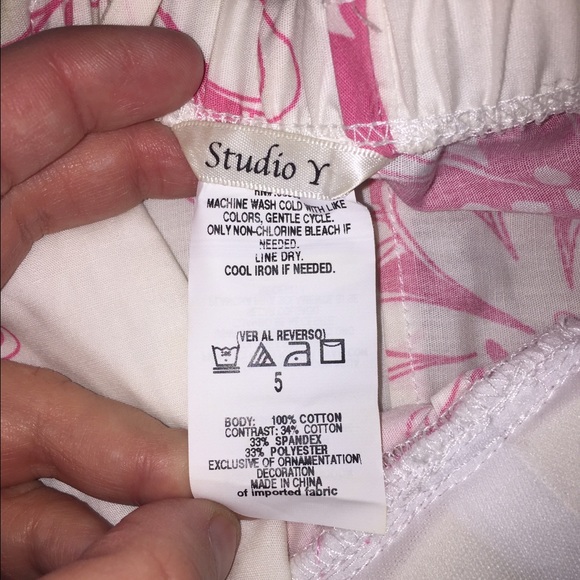 Studio Y
MACHINE WASH COLD WITH LIKE
COLORS, GENTLE CYCLE.
ONLY NON-CHLORINE BLEACH IF
NEEDED.
LINE DRY.
COOL IRON IF NEEDED.
(VER AL REVERSO)
5
BODY: 100% COTTON
CONTRAST: 34% COTTON
33% SPANDEX
33% POLYESTER
EXCLUSIVE OF ORNAMENTATION\
DECORATION
MADE IN CHINA
of imported fabric